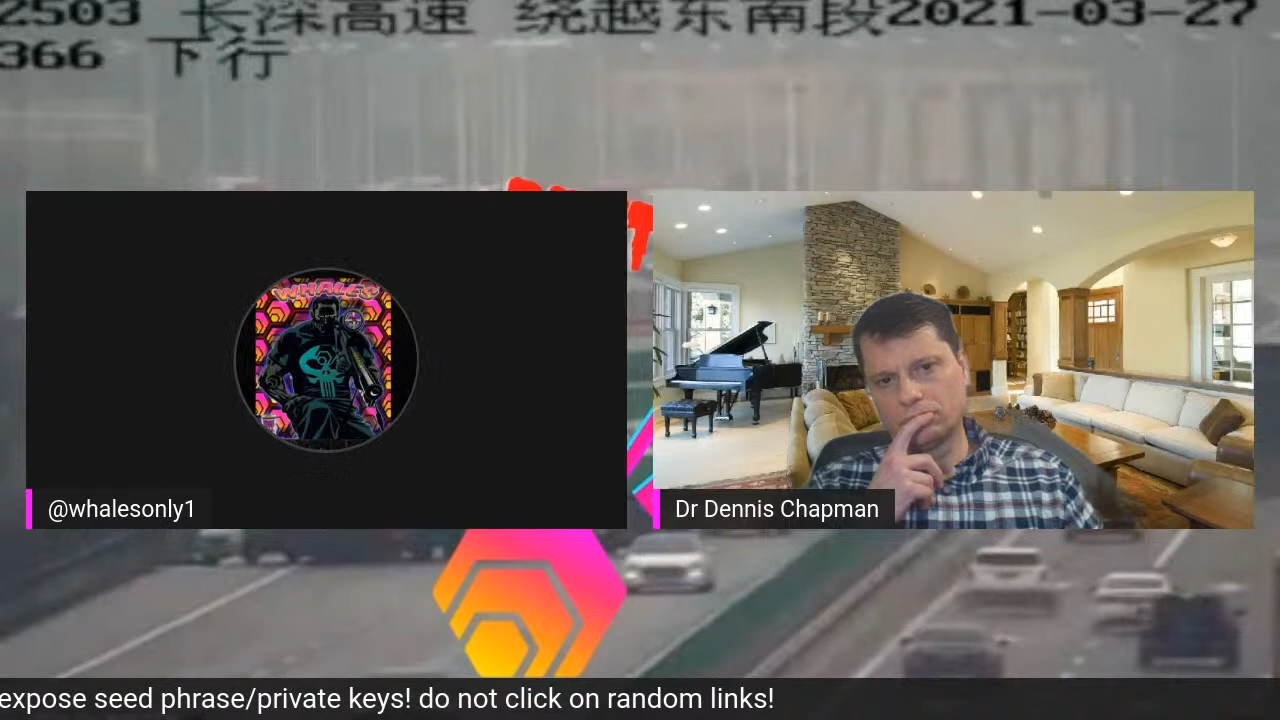 2503 长深高速 绕越东南段2021-03-27
366 下行
WHALES
@whalesonly1
Dr Dennis Chapman
expose seed phrase/private keys! do not click on random links!